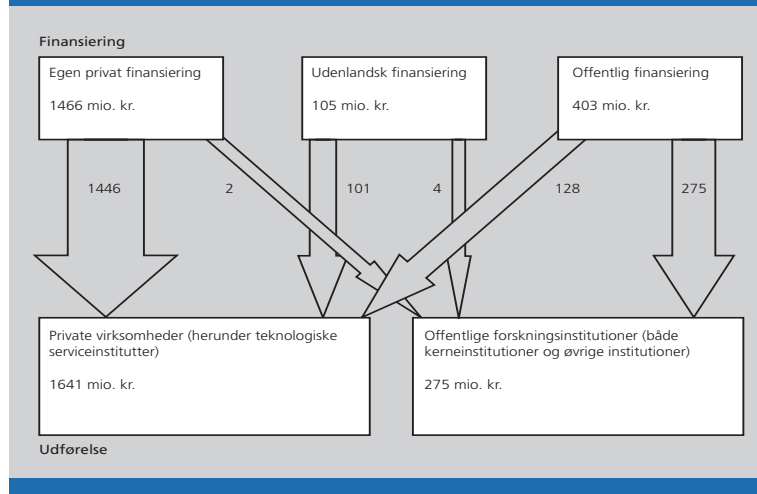 Finansiering
Egen privat finansiering
1466 mio. kr.
Udenlandsk finansiering
105 mio. kr.
Offentlig finansiering
403 mio. kr.
1446
2
101
4
128
275
Private virksomheder (herunder teknologiske
serviceinstitutter)
1641 mio. kr.
Offentlige forskningsinstitutioner (både
kerneinstitutioner og øvrige institutioner)
275 mio. kr.
Udførelse